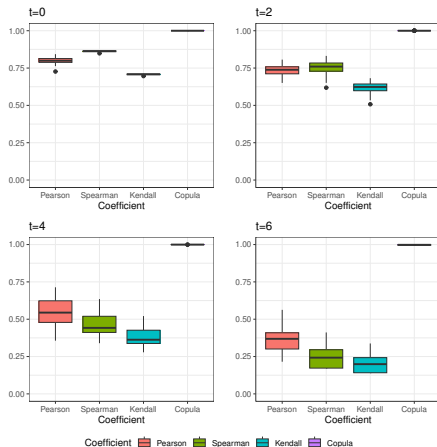 t=0
t=2
1.00
0.75
0.50
0.25
0.00
1.00
0.75
0.50
0.25
0.00
Pearson Spearman Kendall Copula
Coefficient
Pearson Spearman Kendall Copula
Coefficient
t=4
t=6
1.00
0.75
0.50
0.25
0.00
1.00
0.75
0.50
0.25
0.00
Pearson Spearman Kendall Copula
Coefficient
Pearson Spearman Kendall Copula
Coefficient
Coefficient Pearson Spearman Kendall Copula